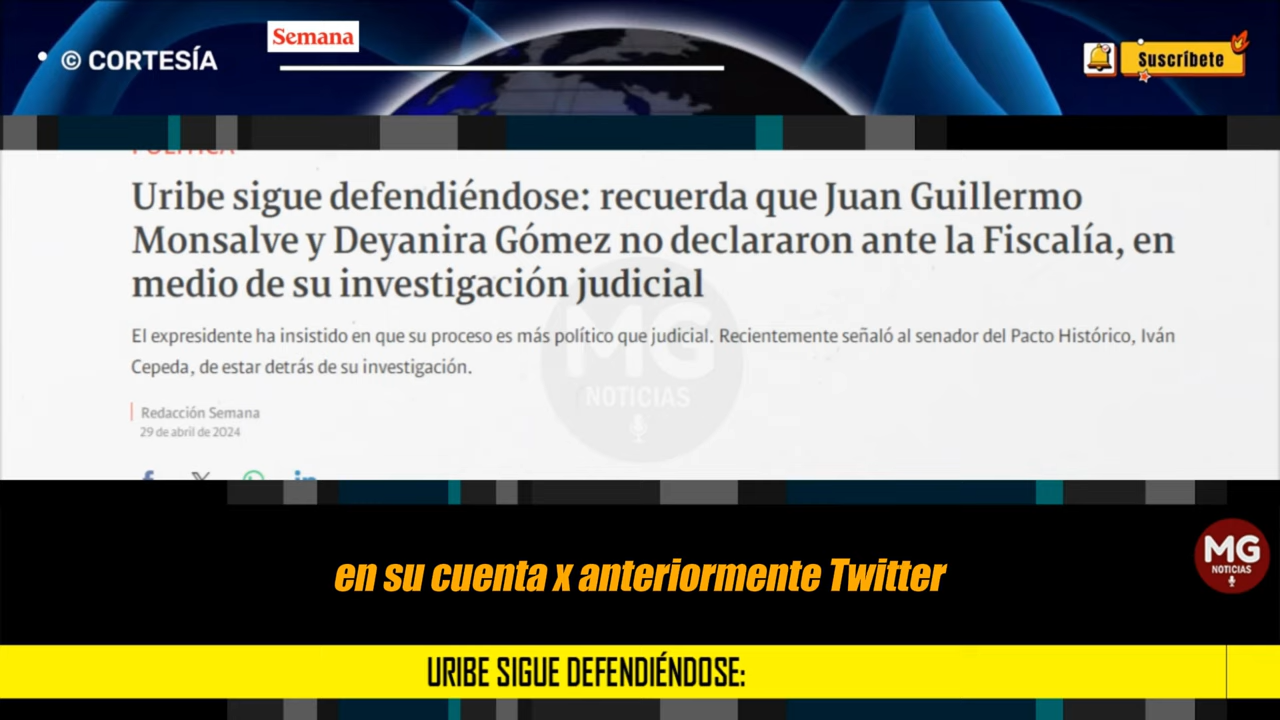 © CORTESÍA
Semana
Suscríbete
POLÍTICA
Uribe sigue defendiéndose: recuerda que Juan Guillermo
Monsalve y Deyanira Gómez no declararon ante la Fiscalía, en
medio de su investigación judicial
El expresidente ha insistido en que su proceso es más político que judicial. Recientemente señaló al senador del Pacto Histórico, Iván
Cepeda, de estar detrás de su investigación.
Redacción Semana
29 de abril de 2024
MG
NOTICIAS
en su cuenta x anteriormente Twitter
MG
NOTICIAS
URIBE SIGUE DEFENDIÉNDOSE: